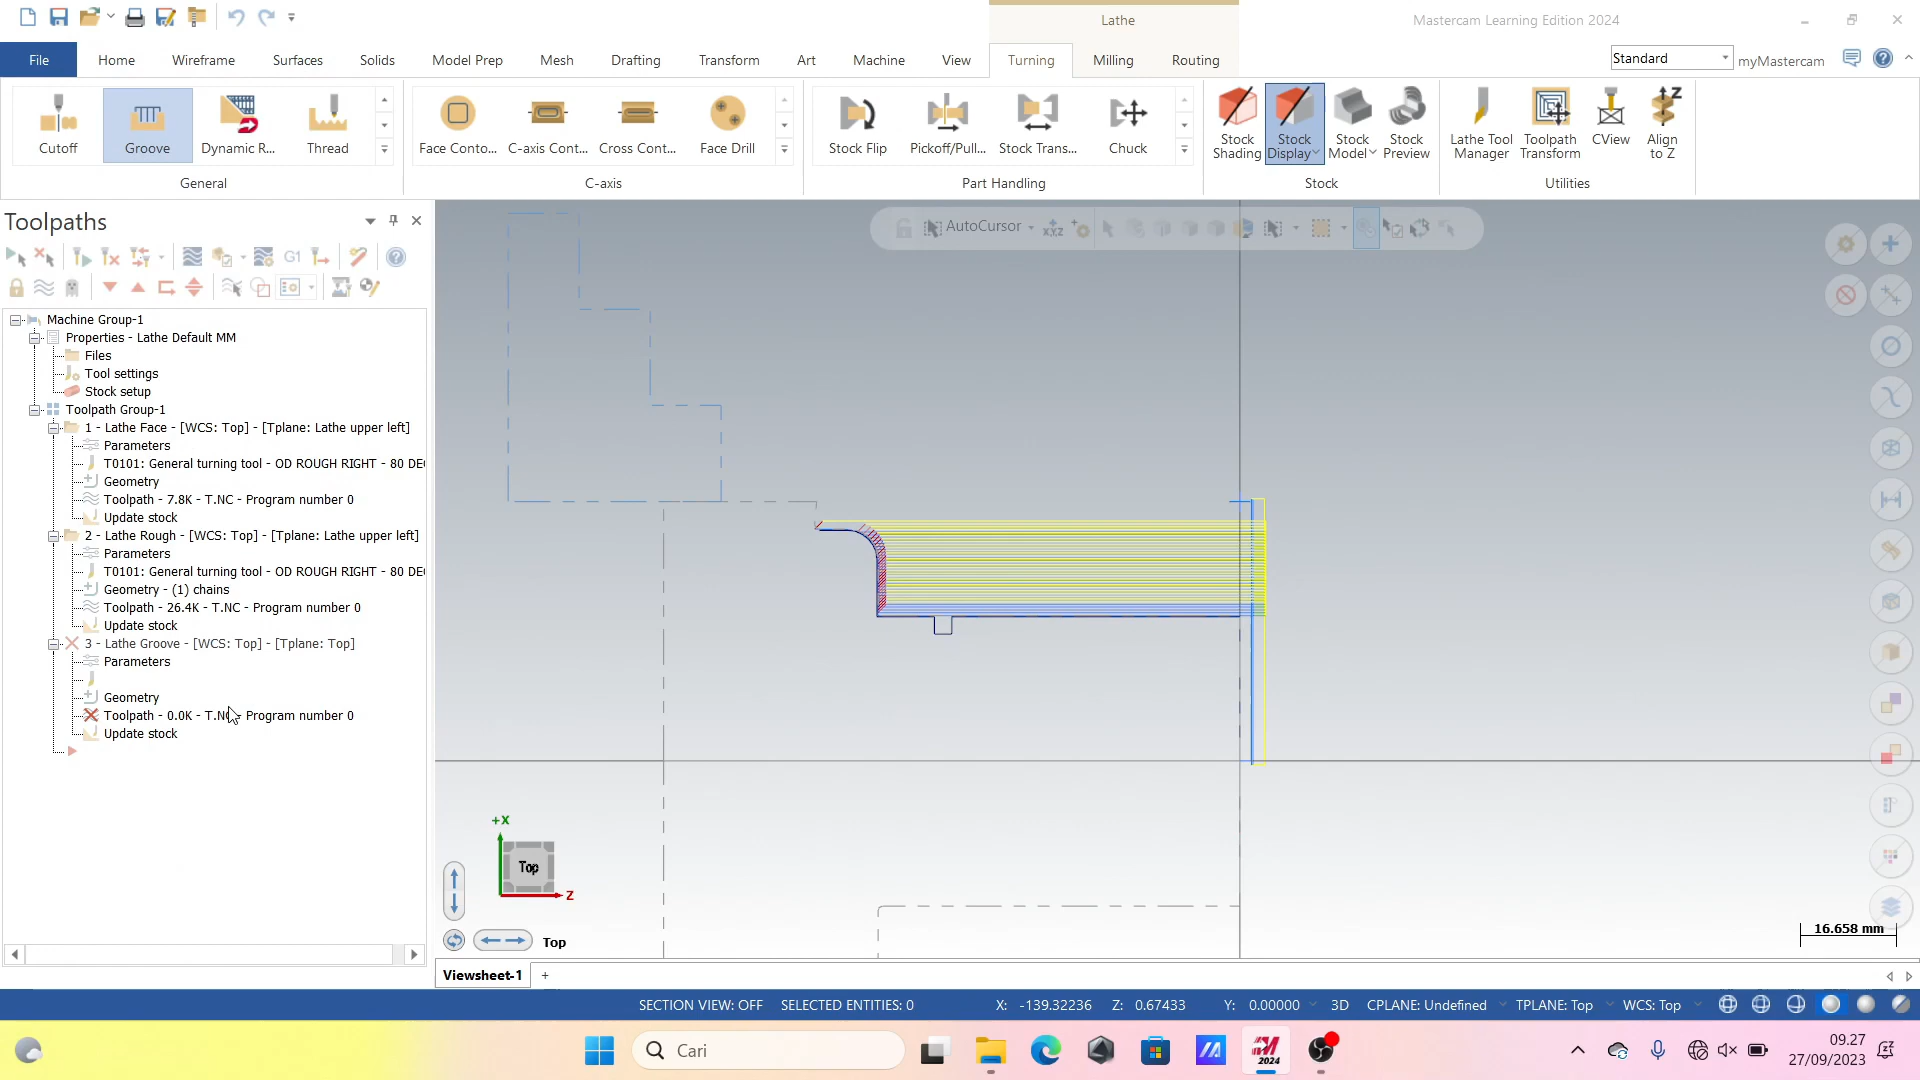 Lathe
Mastercam Learning Edition 2024
File Home Wireframe Surfaces Solids Model Prep Mesh Drafting Transform Art Machine View Turning Milling Routing
Standard
myMastercam
Cutoff Groove Dynamic R... Thread
Face Conto... C-axis Cont... Cross Cont... Face Drill
Stock Flip Pickoff/Pull... Stock Trans... Chuck
Stock Shading
Stock Display
Stock Model
Stock Preview
Lathe Tool Manager
Toolpath Transform
CView
Align to Z
General C-axis Part Handling Stock Utilities
Toolpaths
AutoCursor
G1
Machine Group-1
Properties - Lathe Default MM
Files
Tool settings
Stock setup
Toolpath Group-1
1 - Lathe Face - [WCS: Top] - [Tplane: Lathe upper left]
Parameters
T0101: General turning tool - OD ROUGH RIGHT - 80 DE
Geometry
Toolpath - 7.8K - T.NC - Program number 0
Update stock
2 - Lathe Rough - [WCS: Top] - [Tplane: Lathe upper left]
Parameters
T0101: General turning tool - OD ROUGH RIGHT - 80 DE
Geometry - (1) chains
Toolpath - 26.4K - T.NC - Program number 0
Update stock
3 - Lathe Groove - [WCS: Top] - [Tplane: Top]
Parameters
Geometry
Toolpath - 0.0K - T.NC - Program number 0
Update stock
+X
Top
Z
Top
16.658 mm
Viewsheet-1 +
SECTION VIEW: OFF SELECTED ENTITIES: 0 X: -139.32236 Z: 0.67433 Y: 0.00000 3D CPLANE: Undefined TPLANE: Top WCS: Top
Cari
2024
09.27
27/09/2023